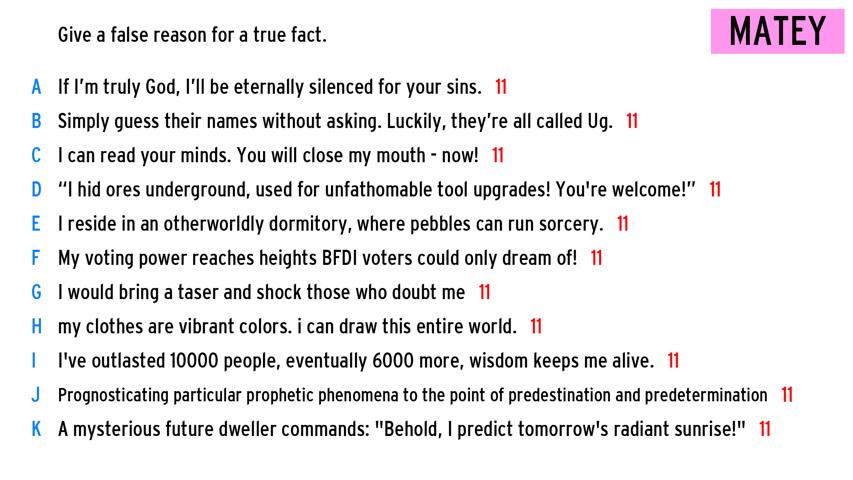 Give a false reason for a true fact.
MATEY
A If I'm truly God, I'll be eternally silenced for your sins. 11
B Simply guess their names without asking. Luckily, they're all called Ug. 11
C I can read your minds. You will close my mouth - now! 11
D “I hid ores underground, used for unfathomable tool upgrades! You're welcome!” 11
E I reside in an otherworldly dormitory, where pebbles can run sorcery. 11
F My voting power reaches heights BFDI voters could only dream of! 11
G I would bring a taser and shock those who doubt me 11
H my clothes are vibrant colors. i can draw this entire world. 11
I I've outlasted 10000 people, eventually 6000 more, wisdom keeps me alive. 11
J Prognosticating particular prophetic phenomena to the point of predestination and predetermination 11
K A mysterious future dweller commands: "Behold, I predict tomorrow's radiant sunrise!" 11